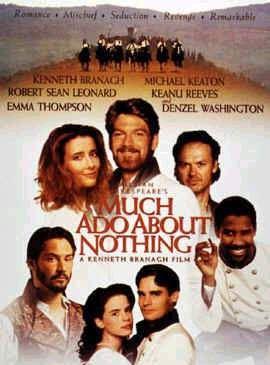 Romance • Mischief • Seduction • Revenge • Remarkable
KENNETH BRANAGH
MICHAEL KEATON
ROBERT SEAN LEONARD
KEANU REEVES
EMMA THOMPSON
AND
DENZEL WASHINGTON
MUCH
ADO ABOUT
NOTHING
A KENNETH BRANAGH FILM